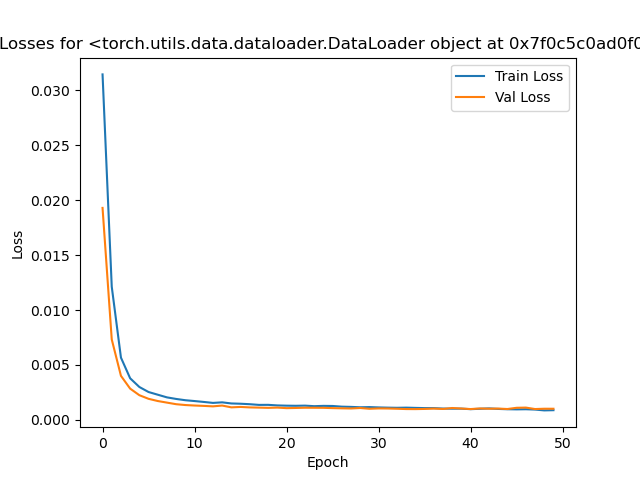 Losses for <torch.utils.data.dataloader.DataLoader object at 0x7f0c5c0ad0f0
Train Loss
Val Loss
0.030
0.025
0.020
0.015
0.010
0.005
0.000
Loss
0 10 20 30 40 50
Epoch